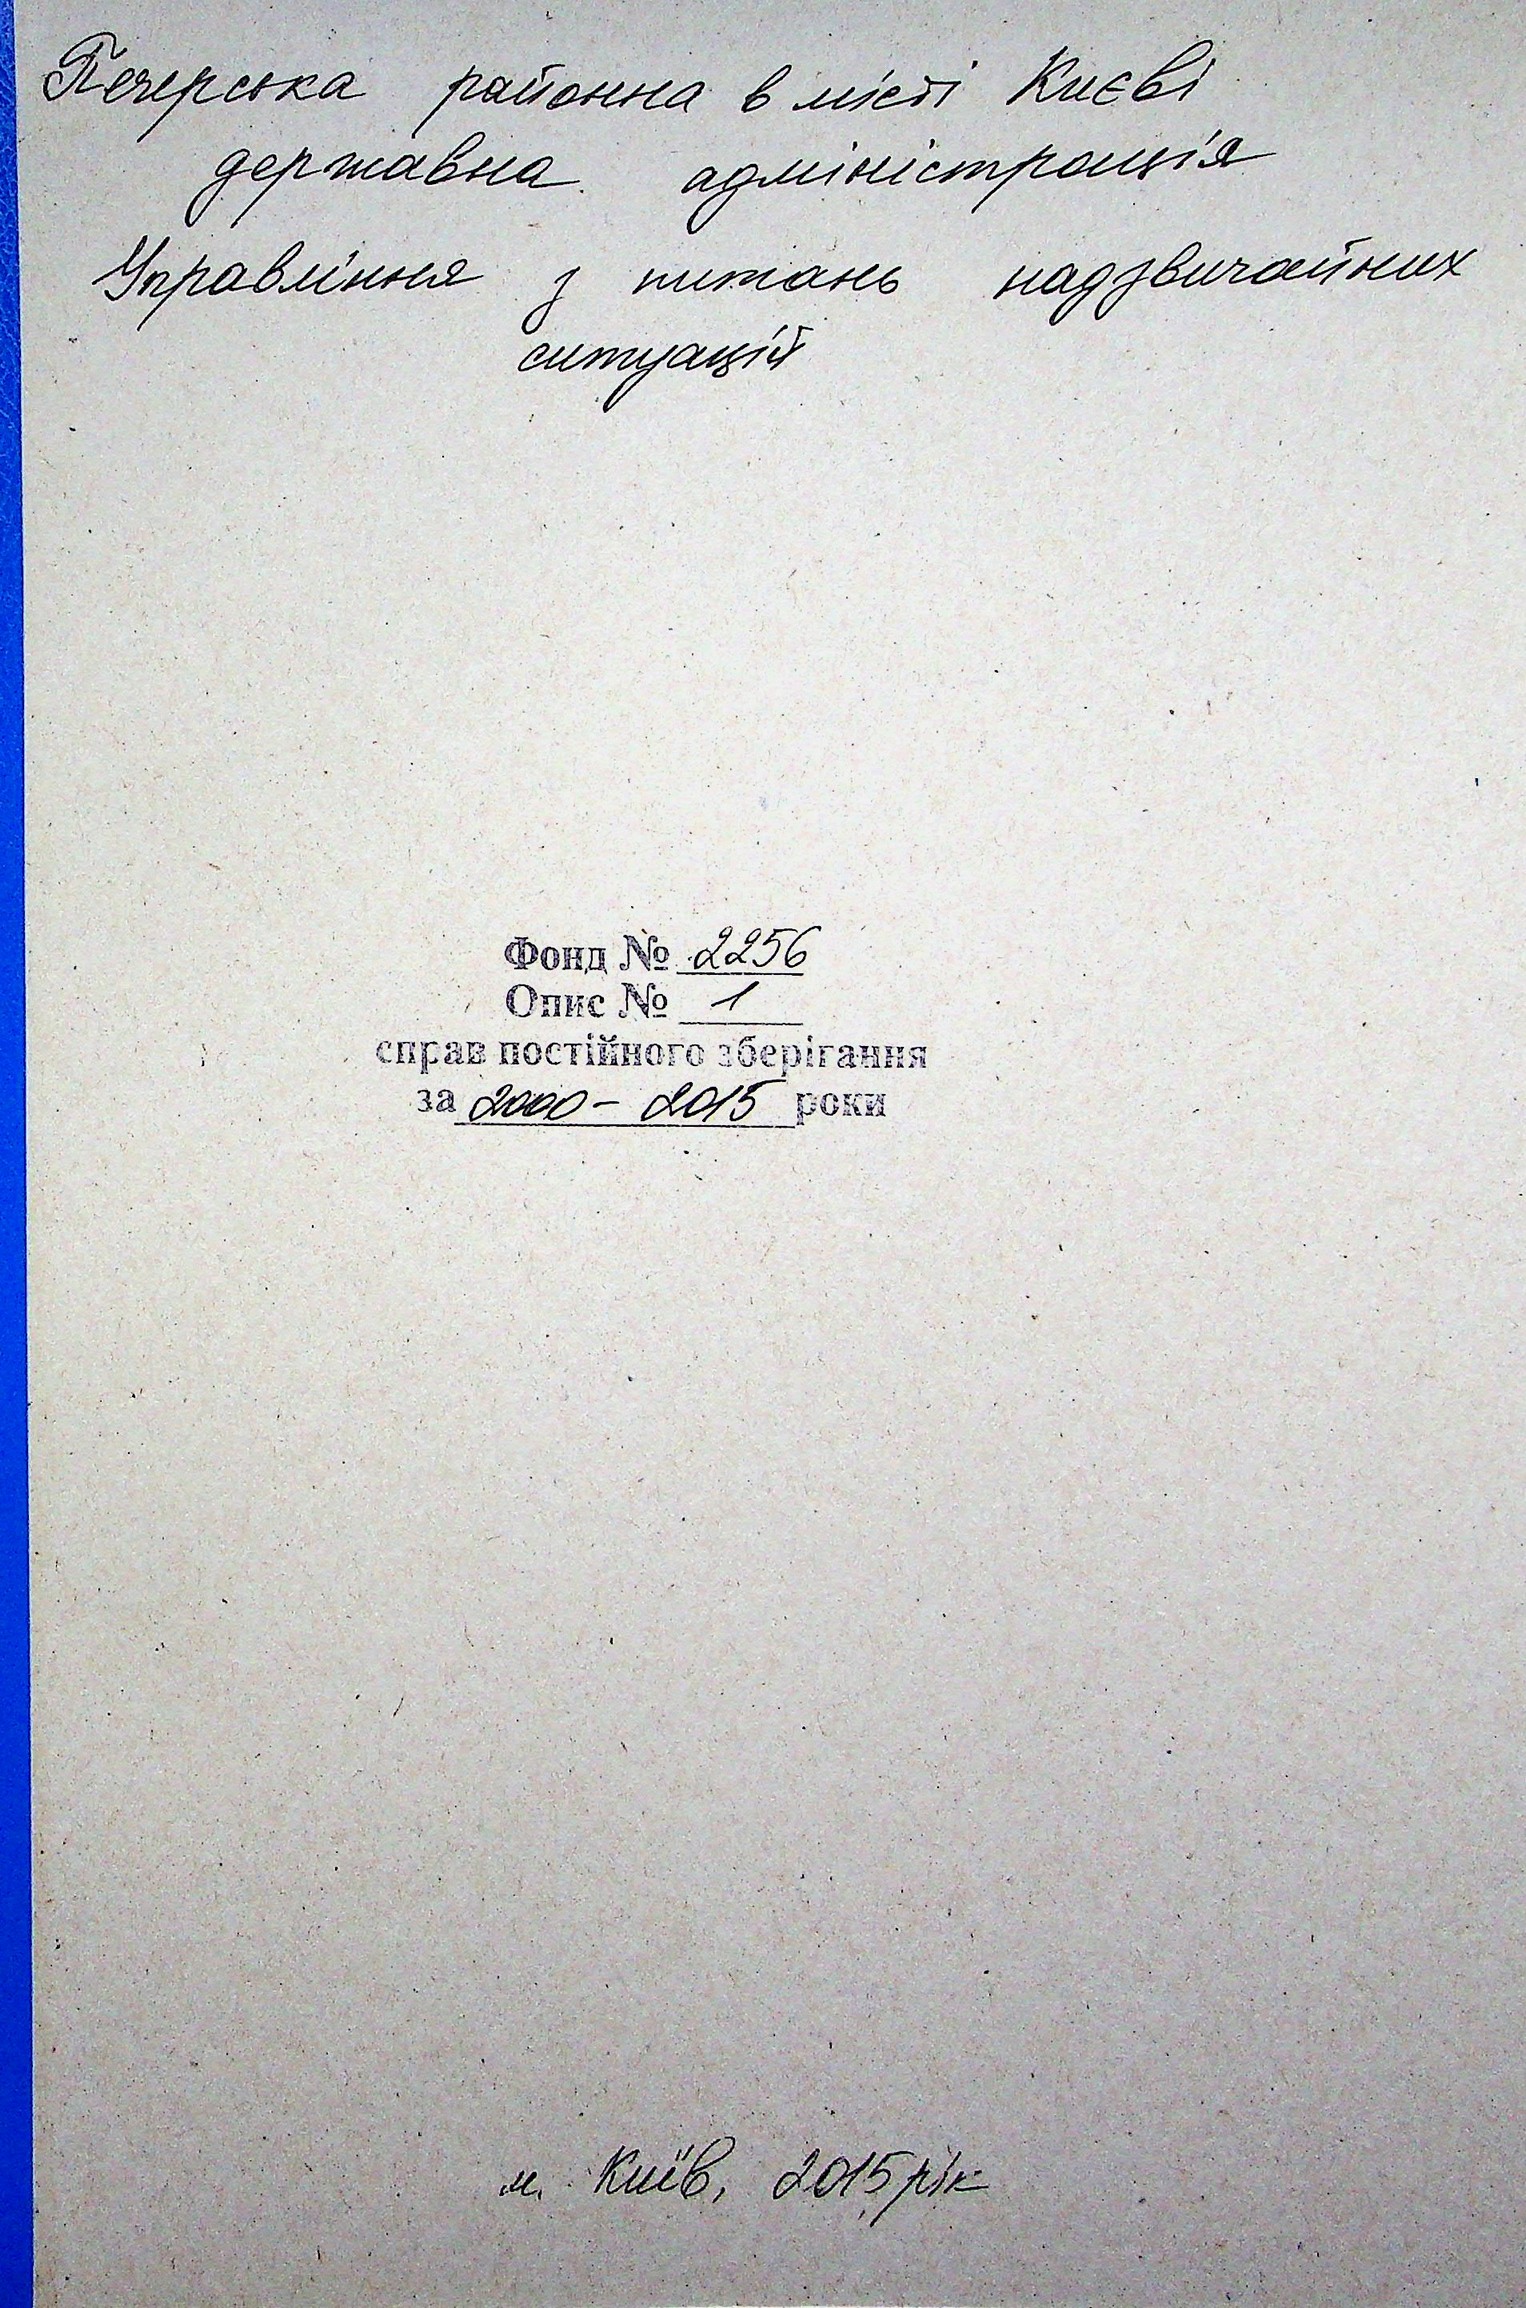 Печерська районна в місті Києві
державна адміністрація
Управління з питань надзвичайних
ситуацій
Фонд № 2256
Опис № 1
справ постійного зберігання
за 2000 - 2015 роки
м. Київ, 2015 рік